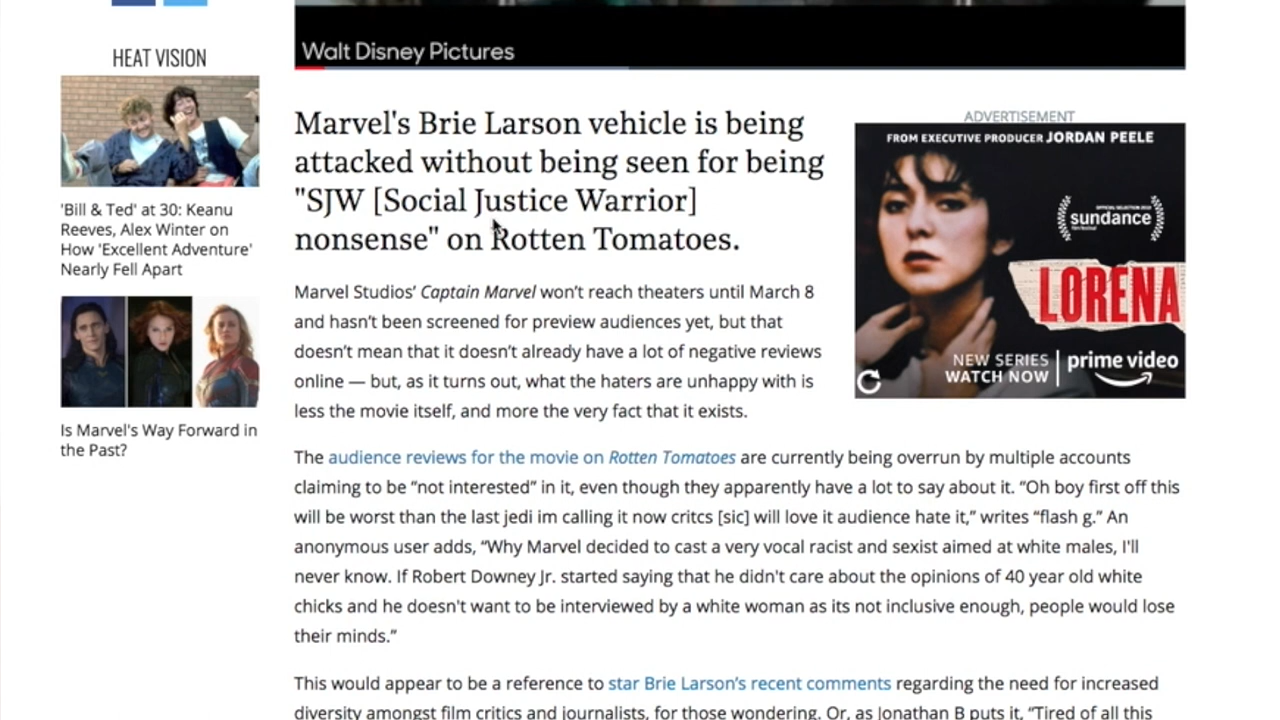 Walt Disney Pictures
HEAT VISION
'Bill & Ted' at 30: Keanu
Reeves, Alex Winter on
How 'Excellent Adventure'
Nearly Fell Apart
Is Marvel's Way Forward in
the Past?
Marvel's Brie Larson vehicle is being
attacked without being seen for being
"SJW [Social Justice Warrior]
nonsense" on Rotten Tomatoes.
Marvel Studios’ Captain Marvel won’t reach theaters until March 8
and hasn’t been screened for preview audiences yet, but that
doesn’t mean that it doesn’t already have a lot of negative reviews
online — but, as it turns out, what the haters are unhappy with is
less the movie itself, and more the very fact that it exists.
ADVERTISEMENT
FROM EXECUTIVE PRODUCER JORDAN PEELE
sundance
LORENA
NEW SERIES
WATCH NOW
prime video
The audience reviews for the movie on Rotten Tomatoes are currently being overrun by multiple accounts
claiming to be “not interested” in it, even though they apparently have a lot to say about it. “Oh boy first off this
will be worst than the last jedi im calling it now critcs [sic] will love it audience hate it,” writes “flash g.” An
anonymous user adds, “Why Marvel decided to cast a very vocal racist and sexist aimed at white males, I'll
never know. If Robert Downey Jr. started saying that he didn't care about the opinions of 40 year old white
chicks and he doesn't want to be interviewed by a white woman as its not inclusive enough, people would lose
their minds.”
This would appear to be a reference to star Brie Larson’s recent comments regarding the need for increased
diversity amongst film critics and journalists, for those wondering. Or, as Jonathan B puts it, “Tired of all this